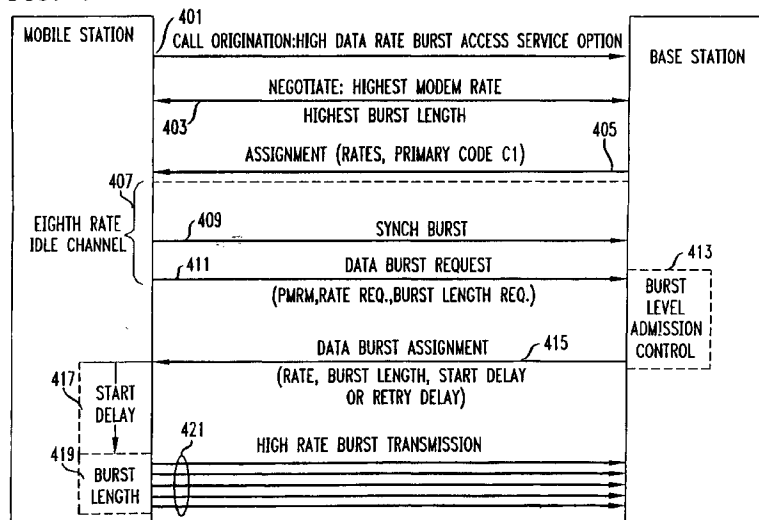 MOBILE STATION
401
CALL ORIGINATION:HIGH DATA RATE BURST ACCESS SERVICE OPTION
BASE STATION
NEGOTIATE: HIGHEST MODEM RATE
403
HIGHEST BURST LENGTH
405
ASSIGNMENT (RATES, PRIMARY CODE C1)
407
EIGHTH RATE
IDLE CHANNEL
409
SYNCH BURST
413
411
DATA BURST REQUEST
(PMRM,RATE REQ.,BURST LENGTH REQ.)
BURST
LEVEL
ADMISSION
CONTROL
DATA BURST ASSIGNMENT
415
(RATE, BURST LENGTH, START DELAY
OR RETRY DELAY)
417
START
DELAY
421
HIGH RATE BURST TRANSMISSION
419
BURST
LENGTH